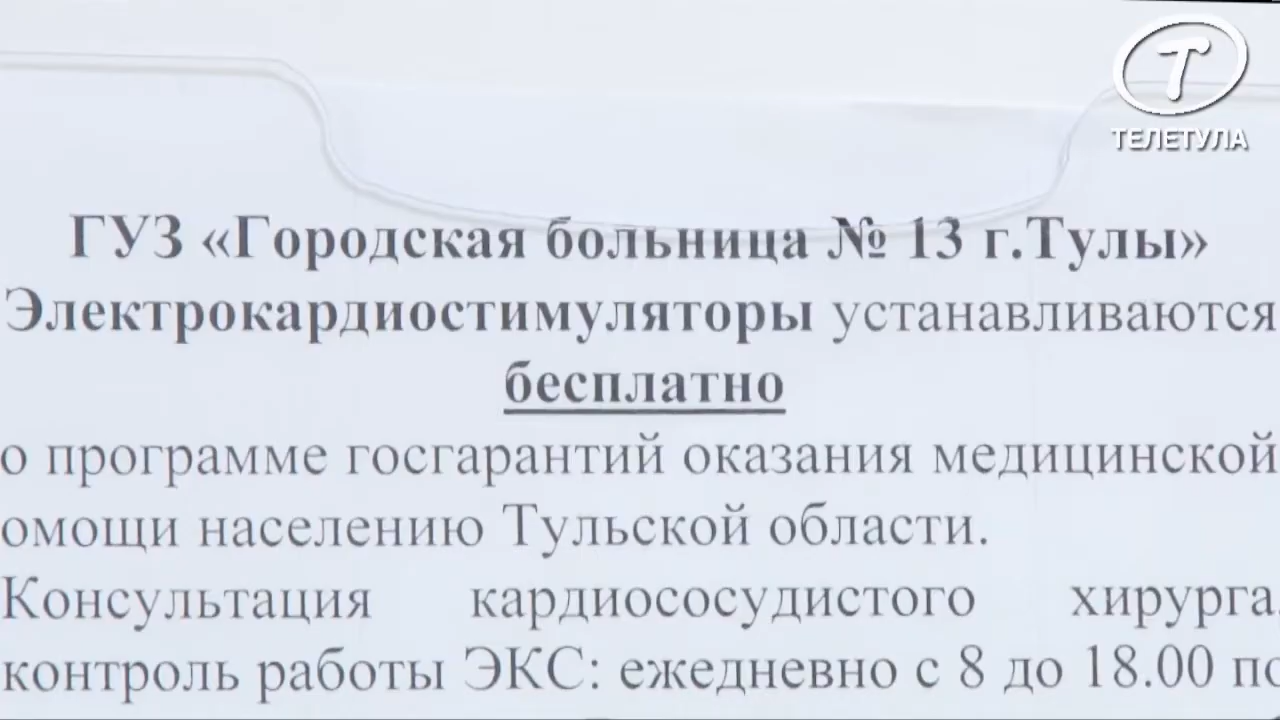 Т
ТЕЛЕТУЛА
ГУЗ «Городская больница № 13 г.Тулы»
Электрокардиостимуляторы устанавливаются
бесплатно
о программе госгарантий оказания медицинской
омощи населению Тульской области.
Консультация кардиососудистого хирурга,
контроль работы ЭКС: ежедневно с 8 до 18.00 по